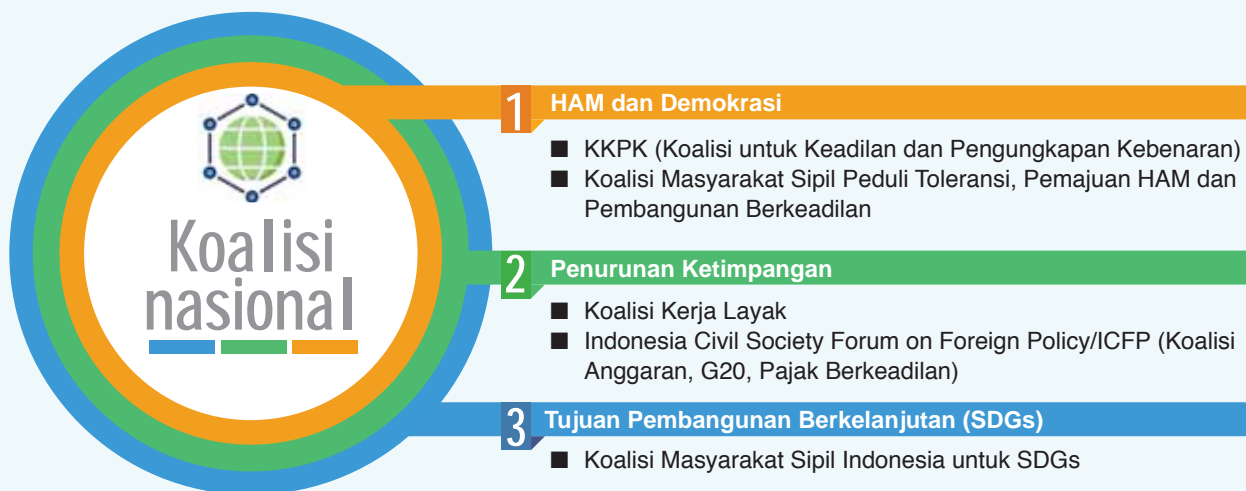 Koalisi
nasional
1
HAM dan Demokrasi
■ KKPK (Koalisi untuk Keadilan dan Pengungkapan Kebenaran)
■ Koalisi Masyarakat Sipil Peduli Toleransi, Pemajuan HAM dan
Pembangunan Berkeadilan
2
Penurunan Ketimpangan
■ Koalisi Kerja Layak
■ Indonesia Civil Society Forum on Foreign Policy/ICFP (Koalisi
Anggaran, G20, Pajak Berkeadilan)
3
Tujuan Pembangunan Berkelanjutan (SDGs)
■ Koalisi Masyarakat Sipil Indonesia untuk SDGs